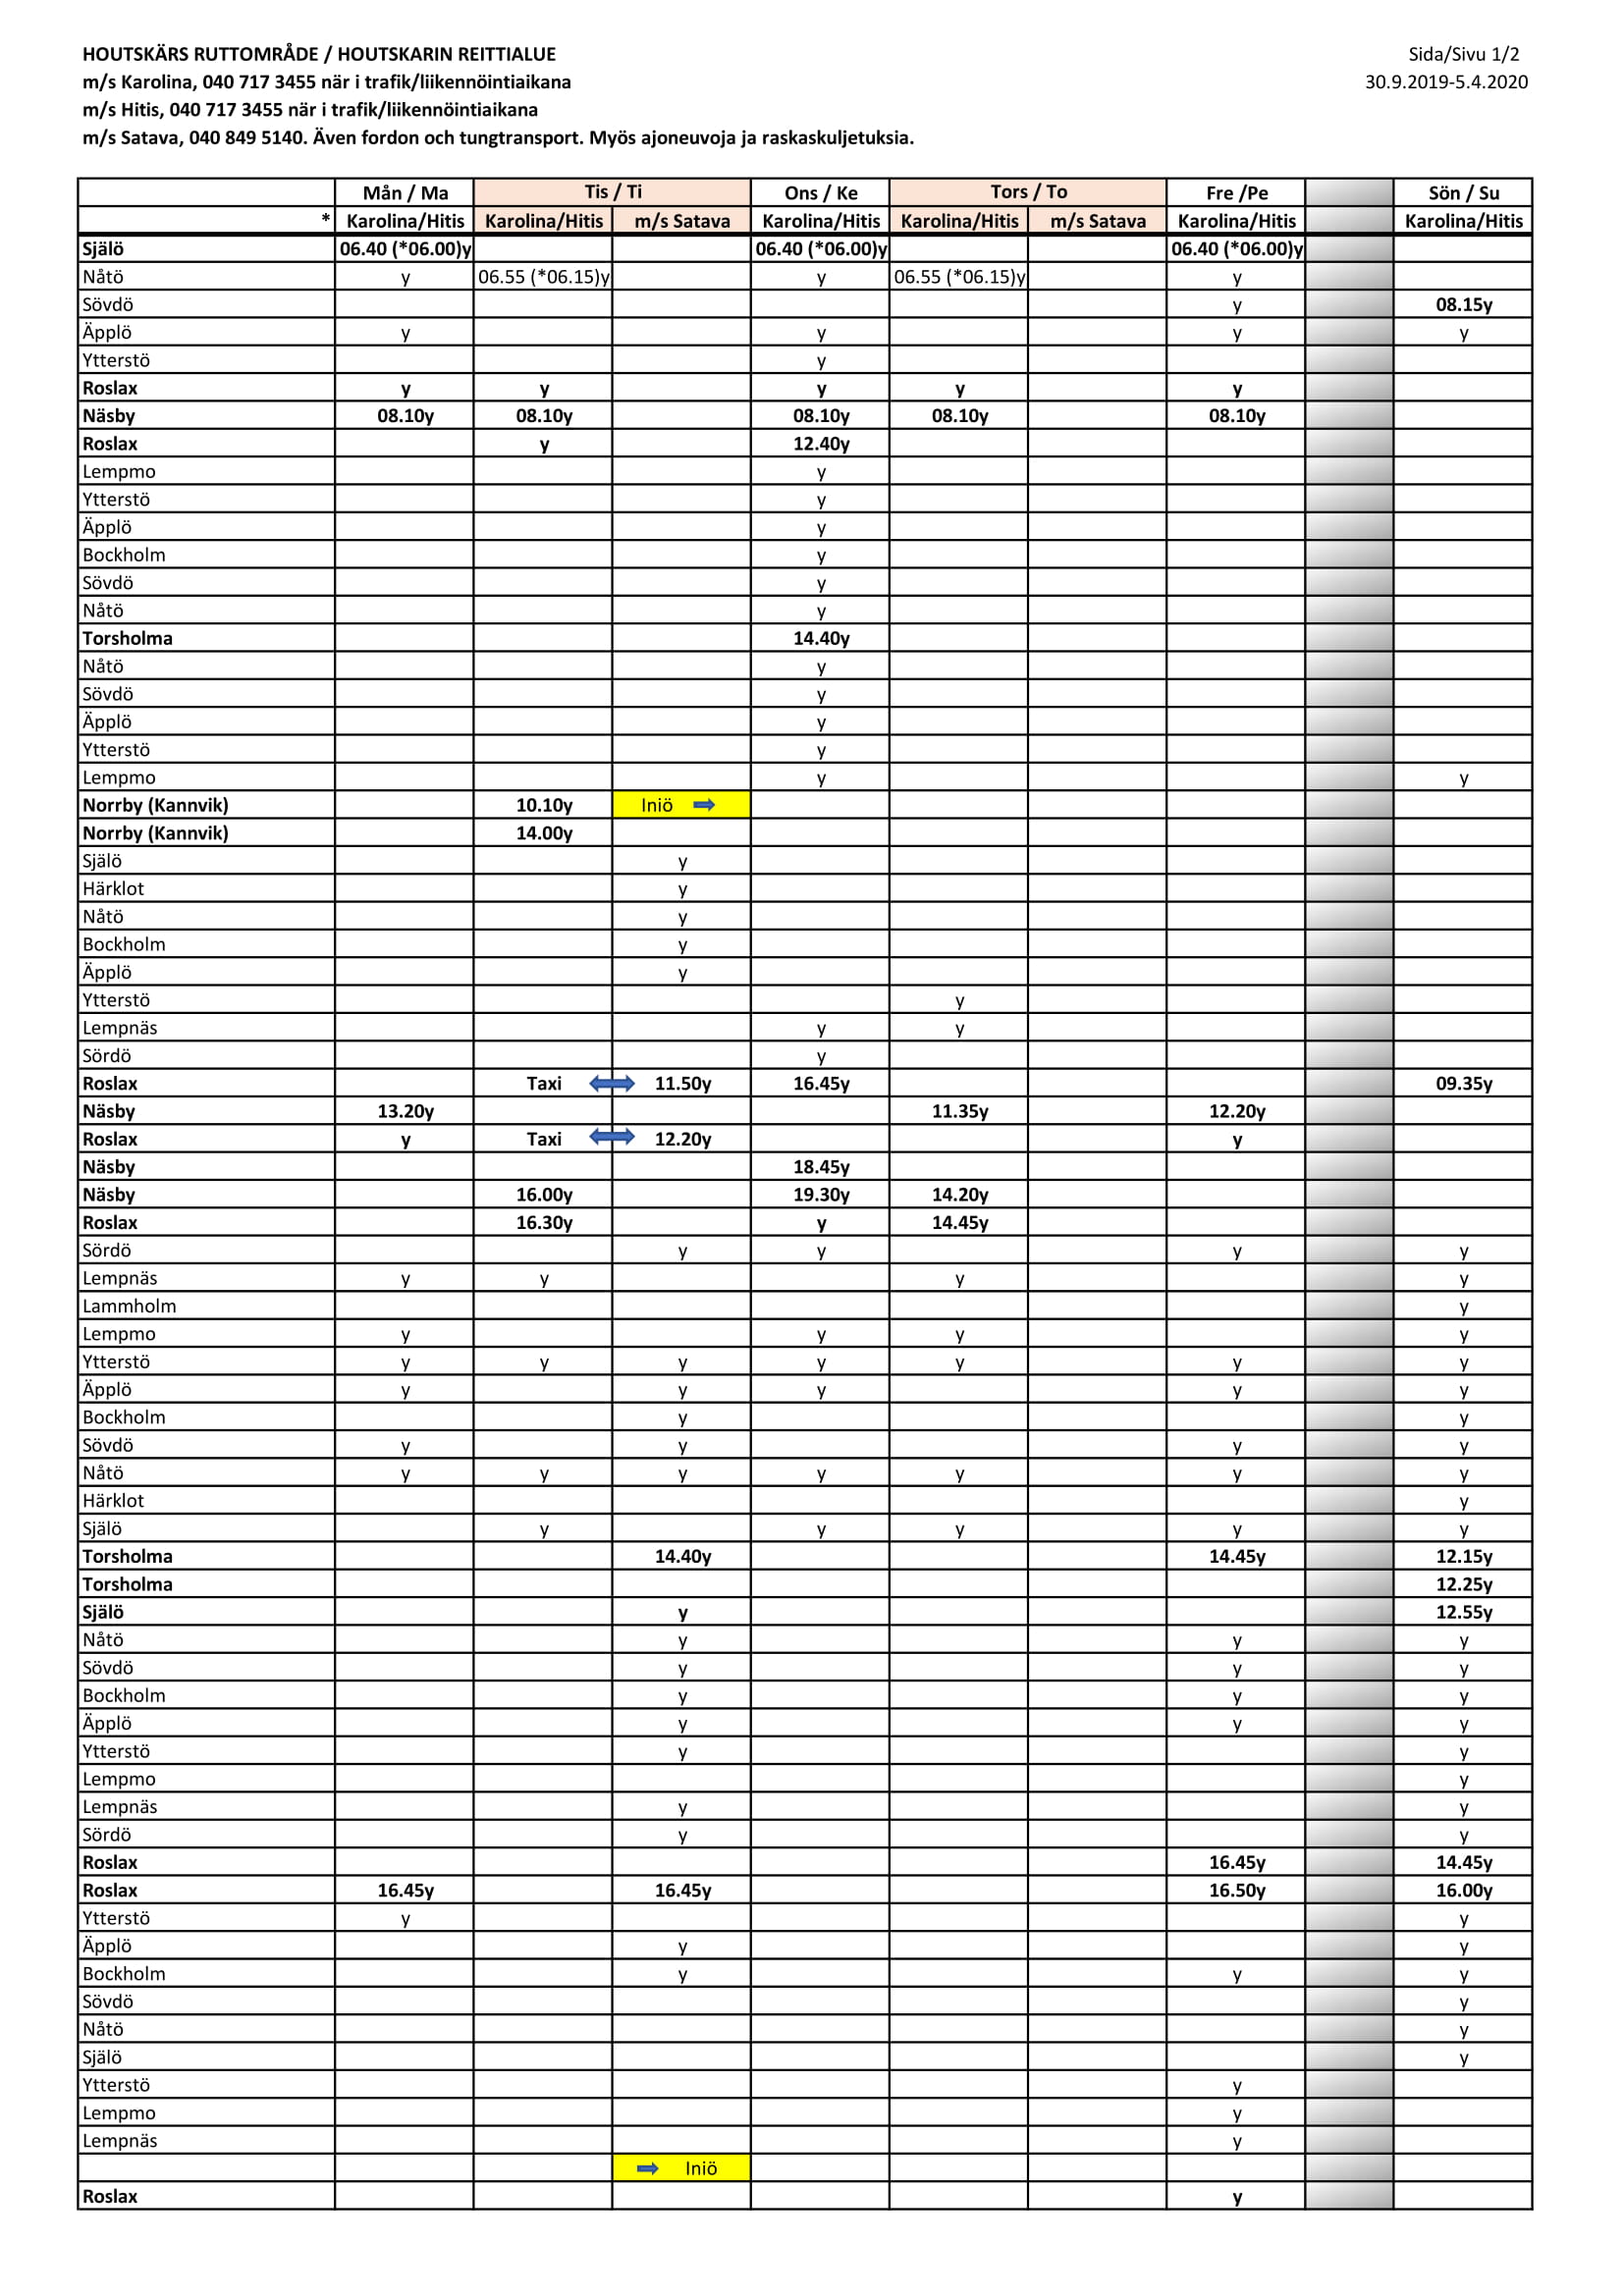 HOUTSKÄRS RUTTOMRÅDE / HOUTSKARIN REITTIALUE Sida/Sivu 1/2
m/s Karolina, 040 717 3455 när i trafik/liikennöintiaikana 30.9.2019-5.4.2020
m/s Hitis, 040 717 3455 när i trafik/liikennöintiaikana
m/s Satava, 040 849 5140. Även fordon och tungtransport. Myös ajoneuvoja ja raskaskuljetuksia.
Mån / Ma Tis / Ti Ons / Ke Tors / To Fre /Pe Sön / Su
* Karolina/Hitis Karolina/Hitis m/s Satava Karolina/Hitis Karolina/Hitis m/s Satava Karolina/Hitis Karolina/Hitis
Själö 06.40 (*06.00)y 06.40 (*06.00)y 06.40 (*06.00)y
Nåtö y 06.55 (*06.15)y y 06.55 (*06.15)y y
Sövdö y 08.15y
Äpplö y y y y
Ytterstö y
Roslax y y y y y
Näsby 08.10y 08.10y 08.10y 08.10y 08.10y
Roslax y 12.40y
Lempmo y
Ytterstö y
Äpplö y
Bockholm y
Sövdö y
Nåtö y
Torsholma 14.40y
Nåtö y
Sövdö y
Äpplö y
Ytterstö y
Lempmo y y
Norrby (Kannvik) 10.10y Iniö
Norrby (Kannvik) 14.00y
Själö y
Härklot y
Nåtö y
Bockholm y
Äpplö y
Ytterstö y
Lempnäs y y
Sördö y
Roslax Taxi 11.50y 16.45y 09.35y
Näsby 13.20y 11.35y 12.20y
Roslax y Taxi 12.20y y
Näsby 18.45y
Näsby 16.00y 19.30y 14.20y
Roslax 16.30y y 14.45y
Sördö y y y y
Lempnäs y y y y
Lammholm y
Lempmo y y y y
Ytterstö y y y y y y y
Äpplö y y y y y
Bockholm y y
Sövdö y y y y
Nåtö y y y y y y y
Härklot y
Själö y y y y y
Torsholma 14.40y 14.45y 12.15y
Torsholma 12.25y
Själö y 12.55y
Nåtö y y y
Sövdö y y y
Bockholm y y y
Äpplö y y y
Ytterstö y y
Lempmo y
Lempnäs y y
Sördö y y
Roslax 16.45y 14.45y
Roslax 16.45y 16.45y 16.50y 16.00y
Ytterstö y y
Äpplö y y
Bockholm y y y
Sövdö y
Nåtö y
Själö y
Ytterstö y
Lempmo y
Lempnäs y
Iniö
Roslax y